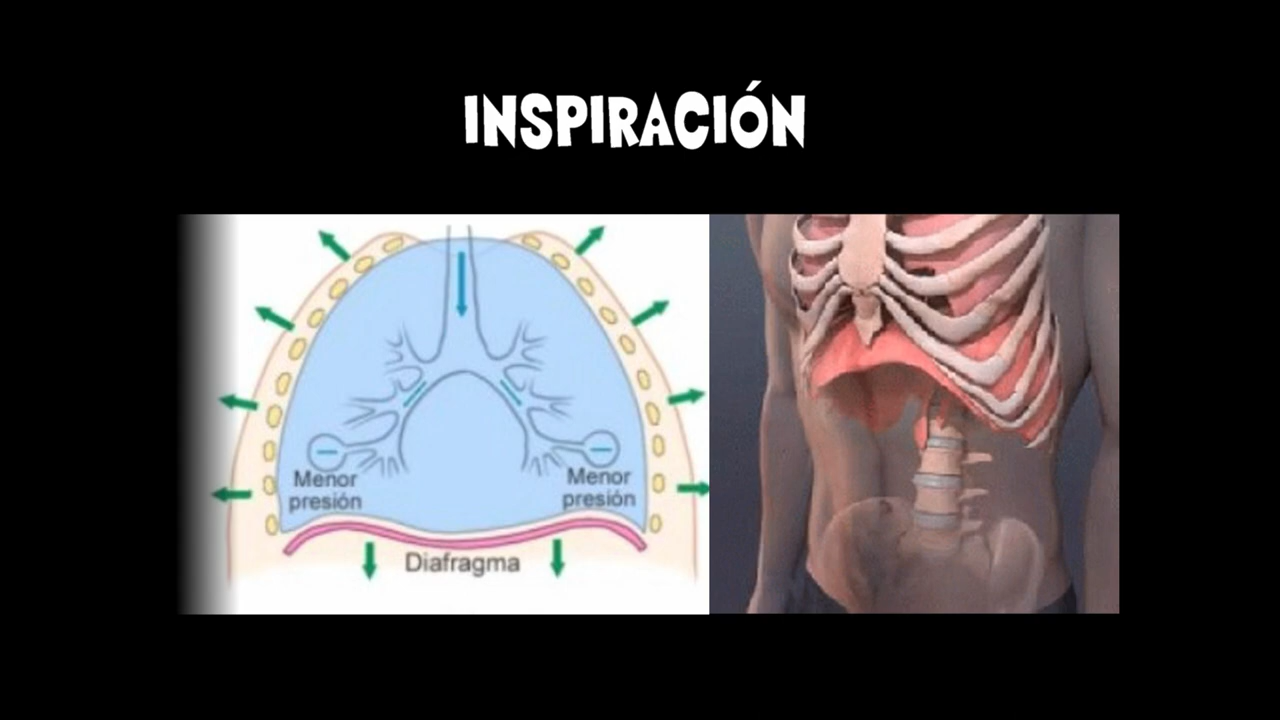 INSPIRACIÓN
Menor
presión
Menor
presión
Diafragma